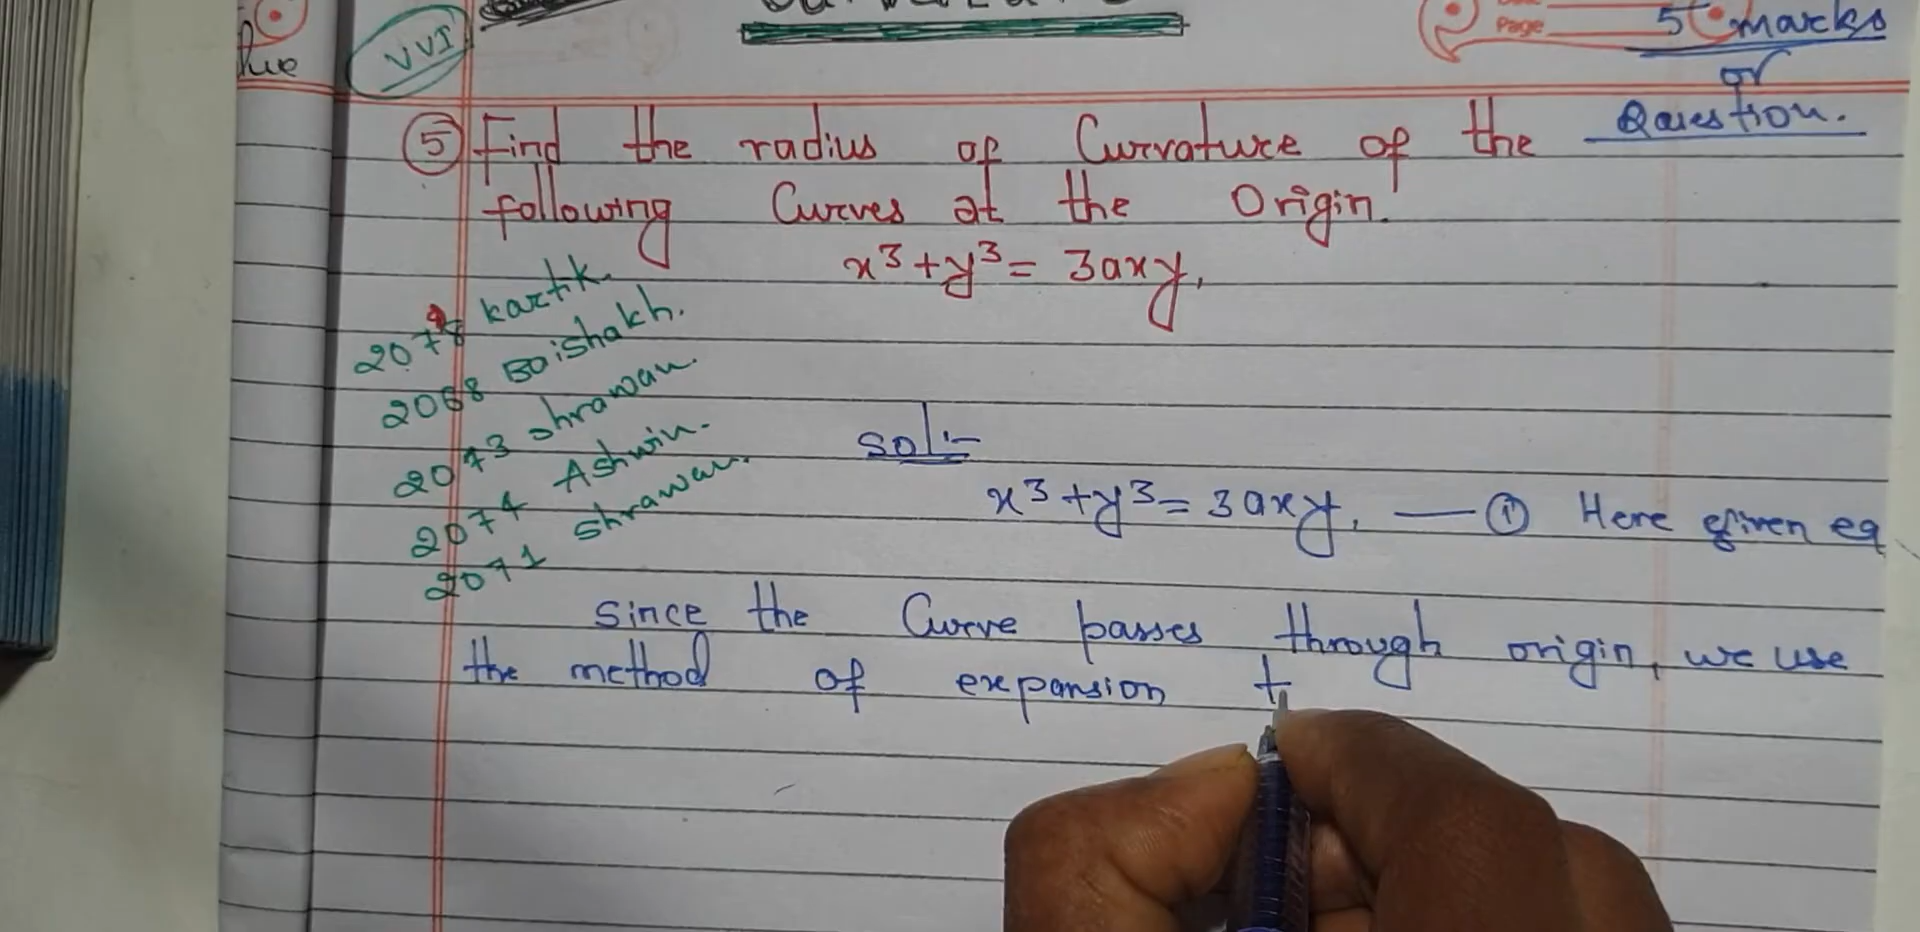 Page
5 marks
or
Question.
VVI
⑤ Find the radius of Curvature of the
following Curves at the Origin.
x³+y³= 3axy,
kartik.
2068 Boishakh.
2073 shrawan.
2074 Ashwin.
2071 shrawan.
Sol:-
x³+y³= 3axy, — ① Here given eq
since the Curve passes through origin, we use
the method of expansion t